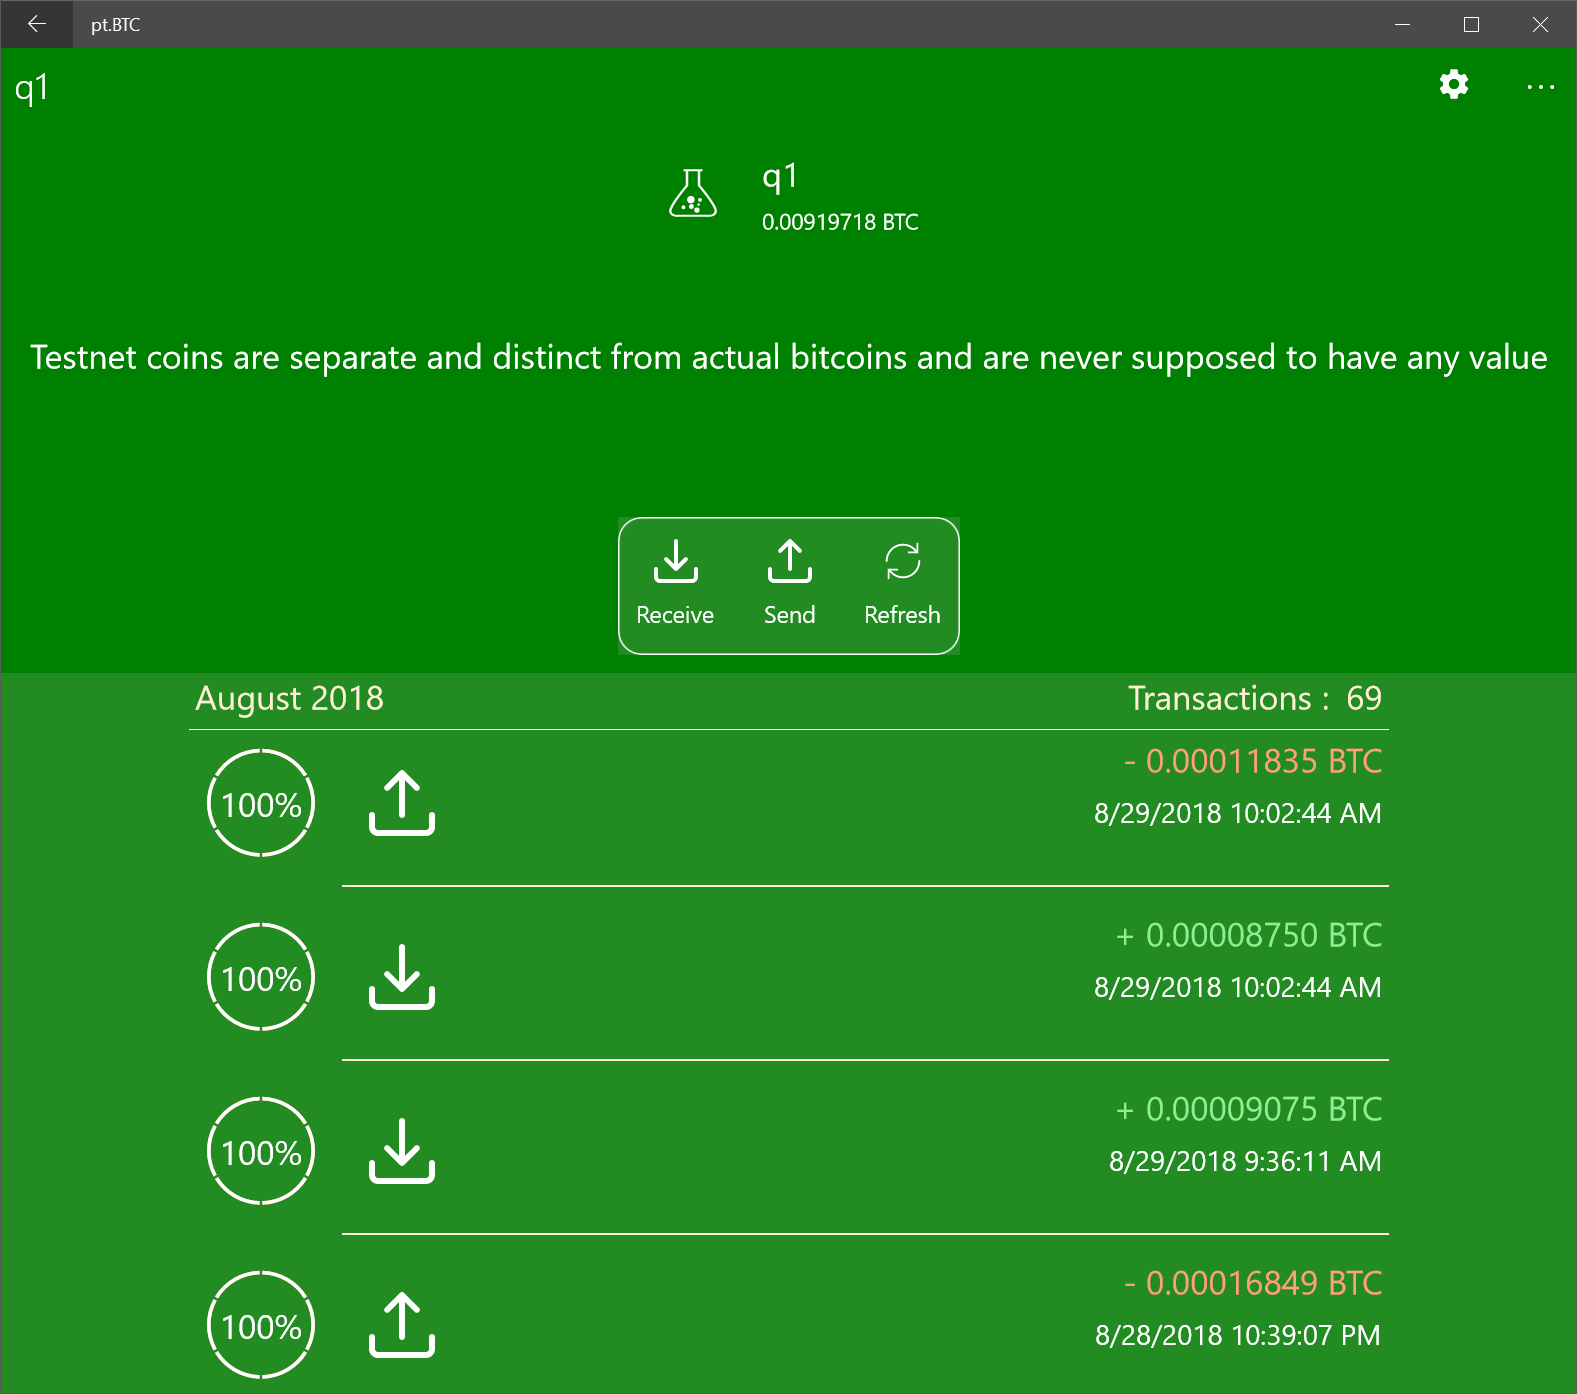 pt.BTC
q1
...
q1
0.00919718 BTC
Testnet coins are separate and distinct from actual bitcoins and are never supposed to have any value
Receive Send Refresh
August 2018 Transactions : 69
- 0.00011835 BTC
100%
8/29/2018 10:02:44 AM
+ 0.00008750 BTC
100%
8/29/2018 10:02:44 AM
+ 0.00009075 BTC
100%
8/29/2018 9:36:11 AM
- 0.00016849 BTC
100%
8/28/2018 10:39:07 PM